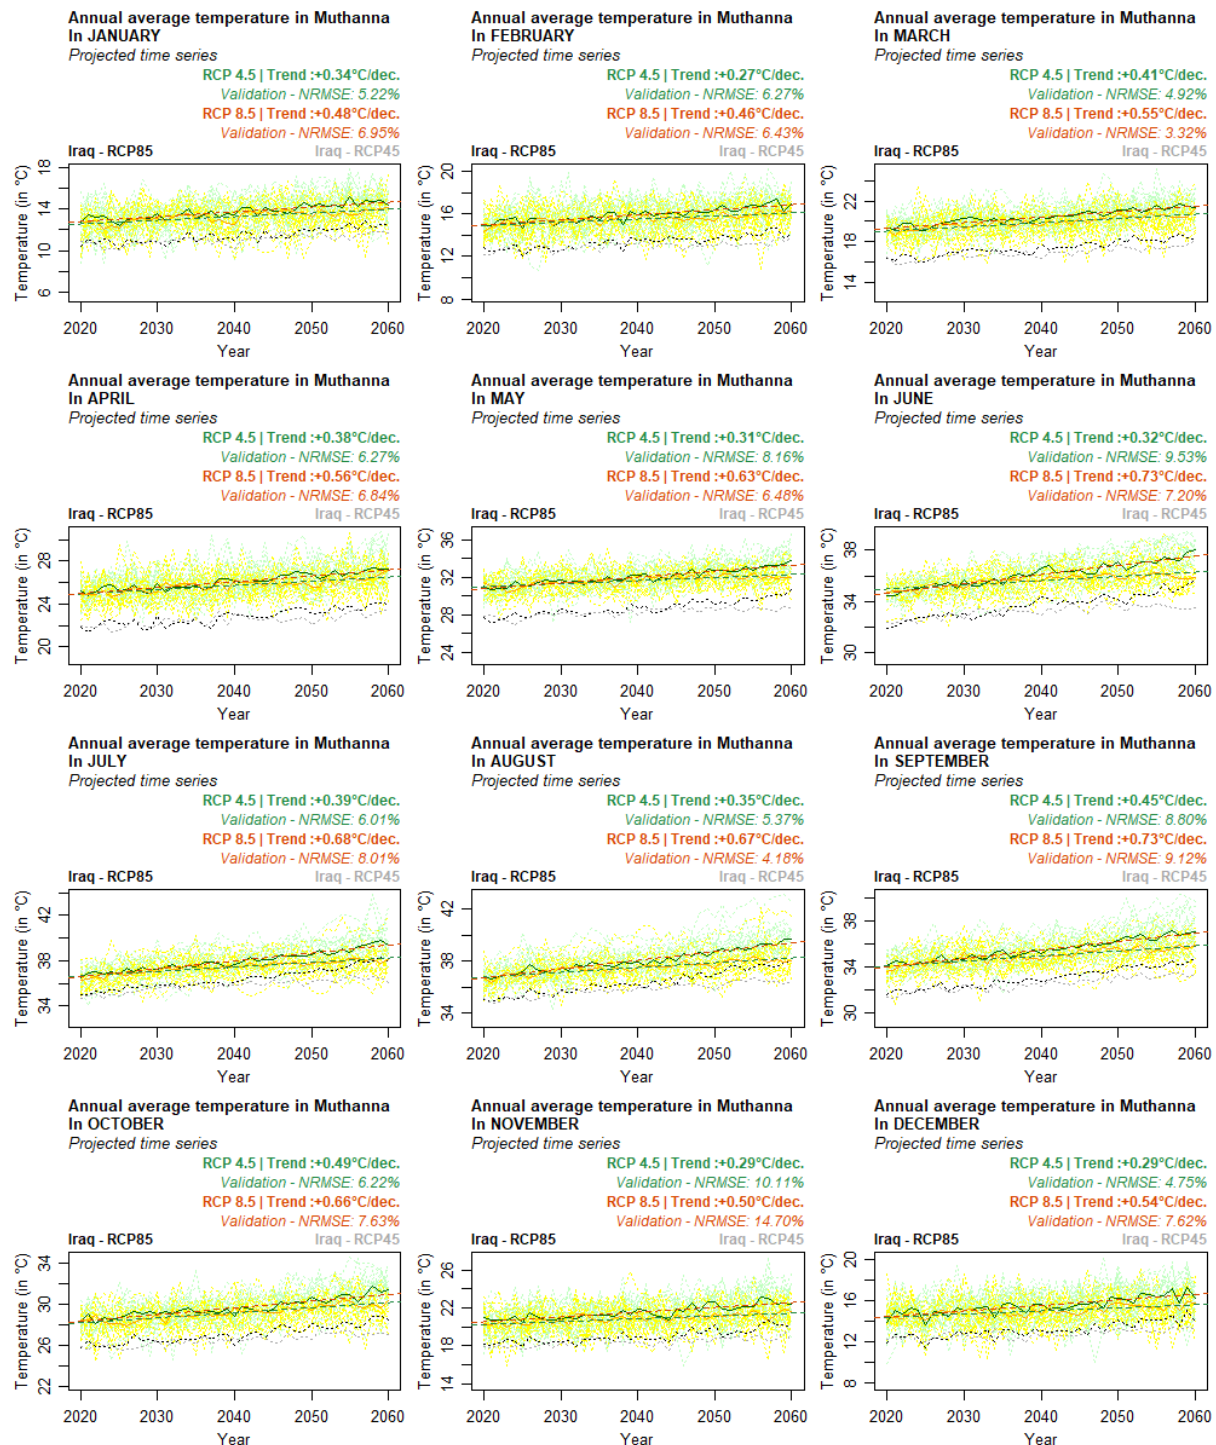 Annual average temperature in Muthanna
In JANUARY
Projected time series
RCP 4.5 | Trend :+0.34°C/dec.
Validation - NRMSE: 5.22%
RCP 8.5 | Trend :+0.48°C/dec.
Validation - NRMSE: 6.95%
Iraq - RCP85 Iraq - RCP45
Temperature (in °C)
18
14
10
6
2020 2030 2040 2050 2060
Year
Annual average temperature in Muthanna
In FEBRUARY
Projected time series
RCP 4.5 | Trend :+0.27°C/dec.
Validation - NRMSE: 6.27%
RCP 8.5 | Trend :+0.46°C/dec.
Validation - NRMSE: 6.43%
Iraq - RCP85 Iraq - RCP45
Temperature (in °C)
20
16
12
8
2020 2030 2040 2050 2060
Year
Annual average temperature in Muthanna
In MARCH
Projected time series
RCP 4.5 | Trend :+0.41°C/dec.
Validation - NRMSE: 4.92%
RCP 8.5 | Trend :+0.55°C/dec.
Validation - NRMSE: 3.32%
Iraq - RCP85 Iraq - RCP45
Temperature (in °C)
22
18
14
2020 2030 2040 2050 2060
Year
Annual average temperature in Muthanna
In APRIL
Projected time series
RCP 4.5 | Trend :+0.38°C/dec.
Validation - NRMSE: 6.27%
RCP 8.5 | Trend :+0.56°C/dec.
Validation - NRMSE: 6.84%
Iraq - RCP85 Iraq - RCP45
Temperature (in °C)
28
24
20
2020 2030 2040 2050 2060
Year
Annual average temperature in Muthanna
In MAY
Projected time series
RCP 4.5 | Trend :+0.31°C/dec.
Validation - NRMSE: 8.16%
RCP 8.5 | Trend :+0.63°C/dec.
Validation - NRMSE: 6.48%
Iraq - RCP85 Iraq - RCP45
Temperature (in °C)
36
32
28
24
2020 2030 2040 2050 2060
Year
Annual average temperature in Muthanna
In JUNE
Projected time series
RCP 4.5 | Trend :+0.32°C/dec.
Validation - NRMSE: 9.53%
RCP 8.5 | Trend :+0.73°C/dec.
Validation - NRMSE: 7.20%
Iraq - RCP85 Iraq - RCP45
Temperature (in °C)
38
34
30
2020 2030 2040 2050 2060
Year
Annual average temperature in Muthanna
In JULY
Projected time series
RCP 4.5 | Trend :+0.39°C/dec.
Validation - NRMSE: 6.01%
RCP 8.5 | Trend :+0.68°C/dec.
Validation - NRMSE: 8.01%
Iraq - RCP85 Iraq - RCP45
Temperature (in °C)
42
38
34
2020 2030 2040 2050 2060
Year
Annual average temperature in Muthanna
In AUGUST
Projected time series
RCP 4.5 | Trend :+0.35°C/dec.
Validation - NRMSE: 5.37%
RCP 8.5 | Trend :+0.67°C/dec.
Validation - NRMSE: 4.18%
Iraq - RCP85 Iraq - RCP45
Temperature (in °C)
42
38
34
2020 2030 2040 2050 2060
Year
Annual average temperature in Muthanna
In SEPTEMBER
Projected time series
RCP 4.5 | Trend :+0.45°C/dec.
Validation - NRMSE: 8.80%
RCP 8.5 | Trend :+0.73°C/dec.
Validation - NRMSE: 9.12%
Iraq - RCP85 Iraq - RCP45
Temperature (in °C)
38
34
30
2020 2030 2040 2050 2060
Year
Annual average temperature in Muthanna
In OCTOBER
Projected time series
RCP 4.5 | Trend :+0.49°C/dec.
Validation - NRMSE: 6.22%
RCP 8.5 | Trend :+0.66°C/dec.
Validation - NRMSE: 7.63%
Iraq - RCP85 Iraq - RCP45
Temperature (in °C)
34
30
26
22
2020 2030 2040 2050 2060
Year
Annual average temperature in Muthanna
In NOVEMBER
Projected time series
RCP 4.5 | Trend :+0.29°C/dec.
Validation - NRMSE: 10.11%
RCP 8.5 | Trend :+0.50°C/dec.
Validation - NRMSE: 14.70%
Iraq - RCP85 Iraq - RCP45
Temperature (in °C)
26
22
18
14
2020 2030 2040 2050 2060
Year
Annual average temperature in Muthanna
In DECEMBER
Projected time series
RCP 4.5 | Trend :+0.29°C/dec.
Validation - NRMSE: 4.75%
RCP 8.5 | Trend :+0.54°C/dec.
Validation - NRMSE: 7.62%
Iraq - RCP85 Iraq - RCP45
Temperature (in °C)
20
16
12
8
2020 2030 2040 2050 2060
Year